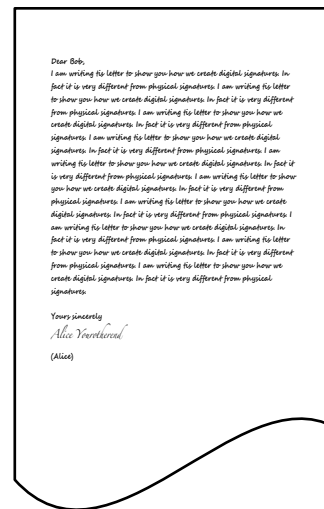 Dear Bob,
I am writing tis letter to show you how we create digital signatures. In
fact it is very different from physical signatures. I am writing tis letter
to show you how we create digital signatures. In fact it is very different
from physical signatures. I am writing tis letter to show you how we
create digital signatures. In fact it is very different from physical
signatures. I am writing tis letter to show you how we create digital
signatures. In fact it is very different from physical signatures. I am
writing tis letter to show you how we create digital signatures. In fact it
is very different from physical signatures. I am writing tis letter to show
you how we create digital signatures. In fact it is very different from
physical signatures. I am writing tis letter to show you how we create
digital signatures. In fact it is very different from physical signatures. I
am writing tis letter to show you how we create digital signatures. In
fact it is very different from physical signatures. I am writing tis letter
to show you how we create digital signatures. In fact it is very different
from physical signatures. I am writing tis letter to show you how we
create digital signatures. In fact it is very different from physical
signatures.
Yours sincerely
Alice Yourotherend
(Alice)